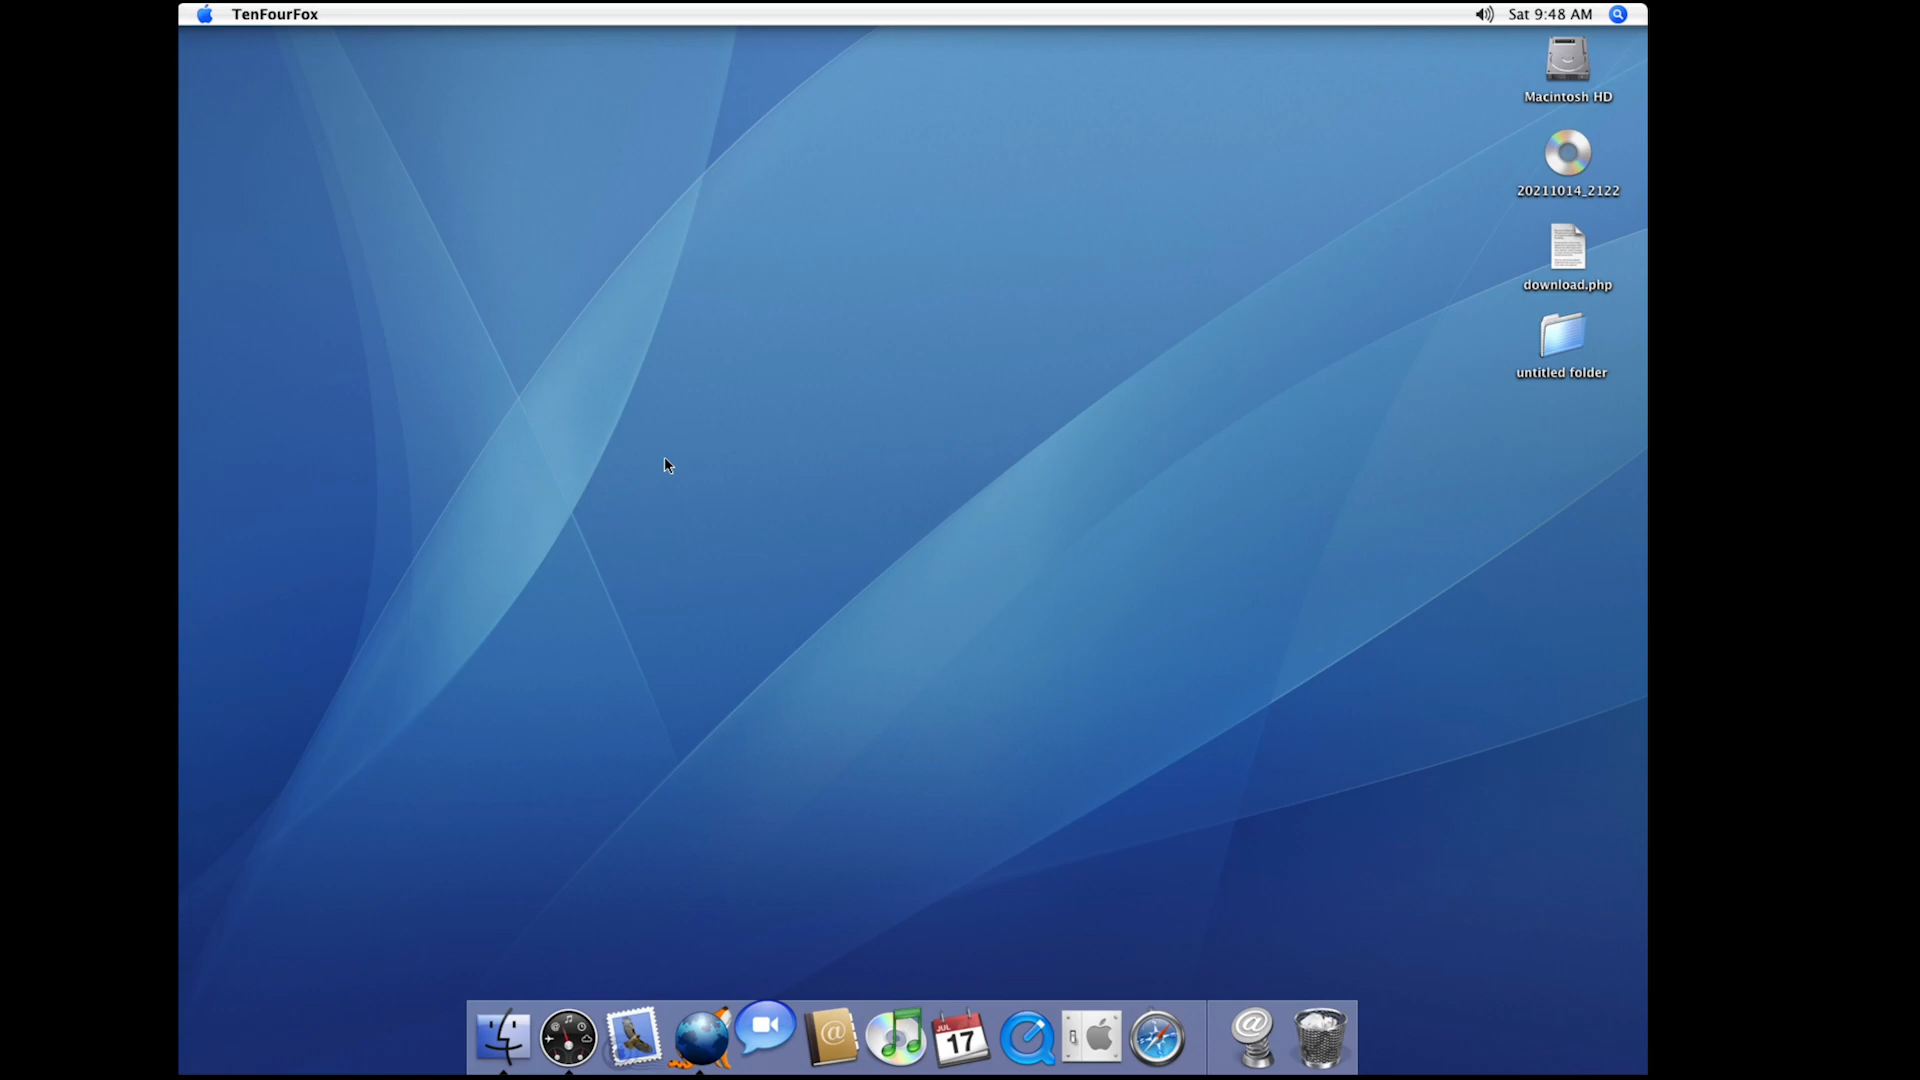 TenFourFox
Sat 9:48 AM
Macintosh HD
20211014_2122
download.php
untitled folder
JUL
17